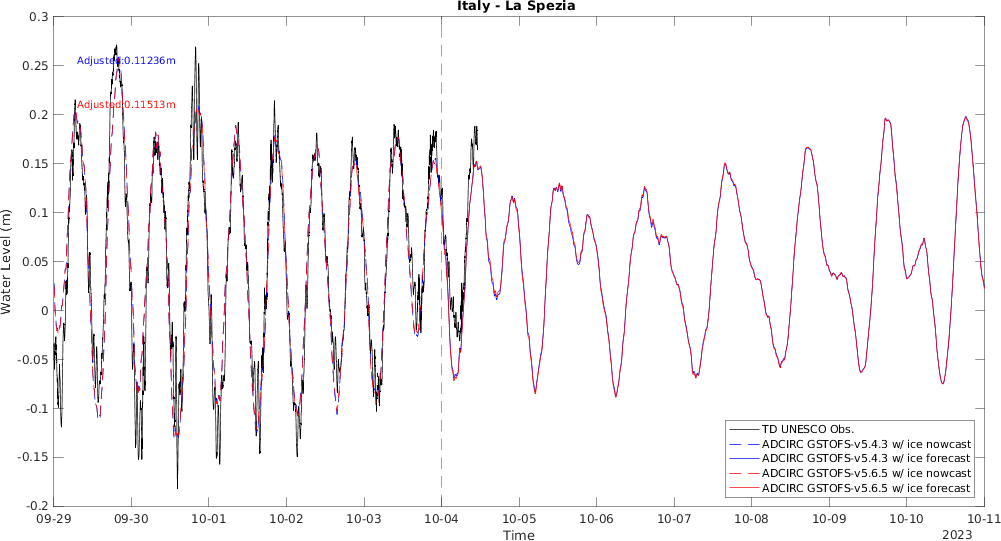 Italy - La Spezia
0.3
0.25
0.2
0.15
0.1
0.05
0
-0.05
-0.1
-0.15
-0.2
Water Level (m)
Adjusted:0.11236m
Adjusted:0.11513m
TD UNESCO Obs.
ADCIRC GSTOFS-v5.4.3 w/ ice nowcast
ADCIRC GSTOFS-v5.4.3 w/ ice forecast
ADCIRC GSTOFS-v5.6.5 w/ ice nowcast
ADCIRC GSTOFS-v5.6.5 w/ ice forecast
09-29 09-30 10-01 10-02 10-03 10-04 10-05 10-06 10-07 10-08 10-09 10-10 10-11
Time
2023